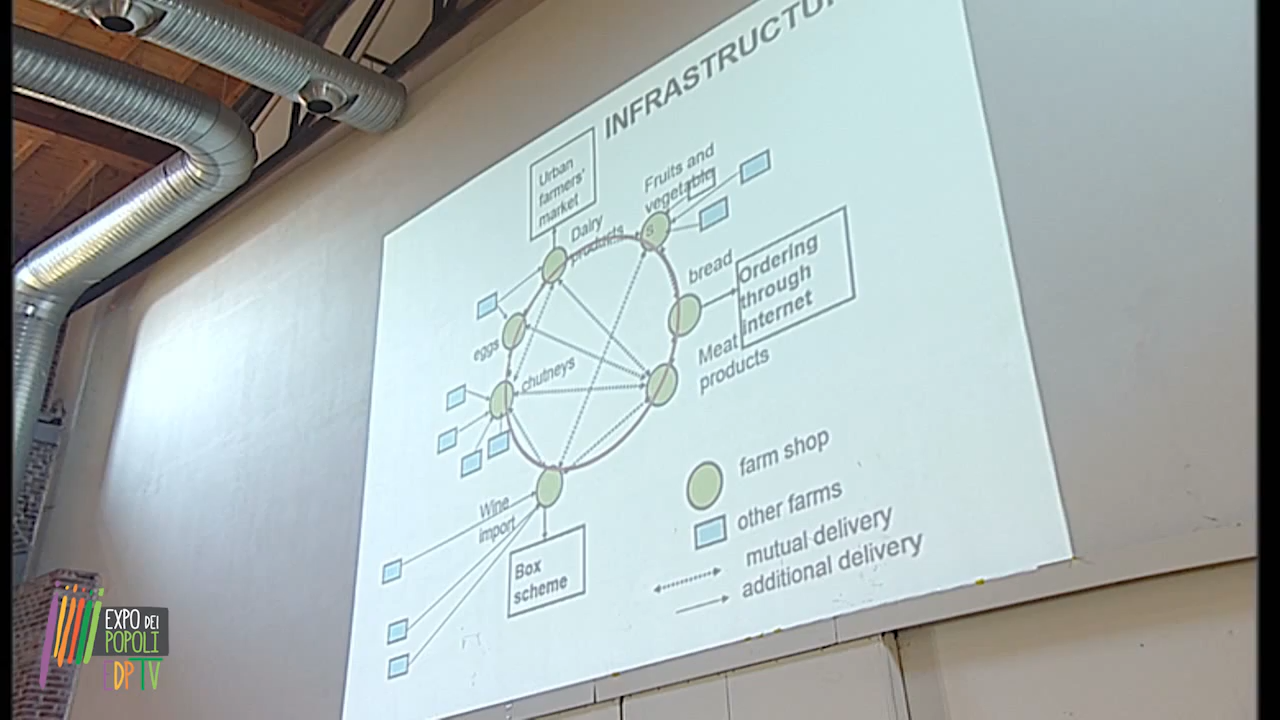 INFRASTRUCTU
Urban
farmers'
market
Fruits and
vegetable
s
Dairy
products
bread
Ordering
through
internet
eggs
chutneys
Meat
products
Wine
import
Box
scheme
farm shop
other farms
mutual delivery
additional delivery
EXPO DEI
POPOLI
EDPTV